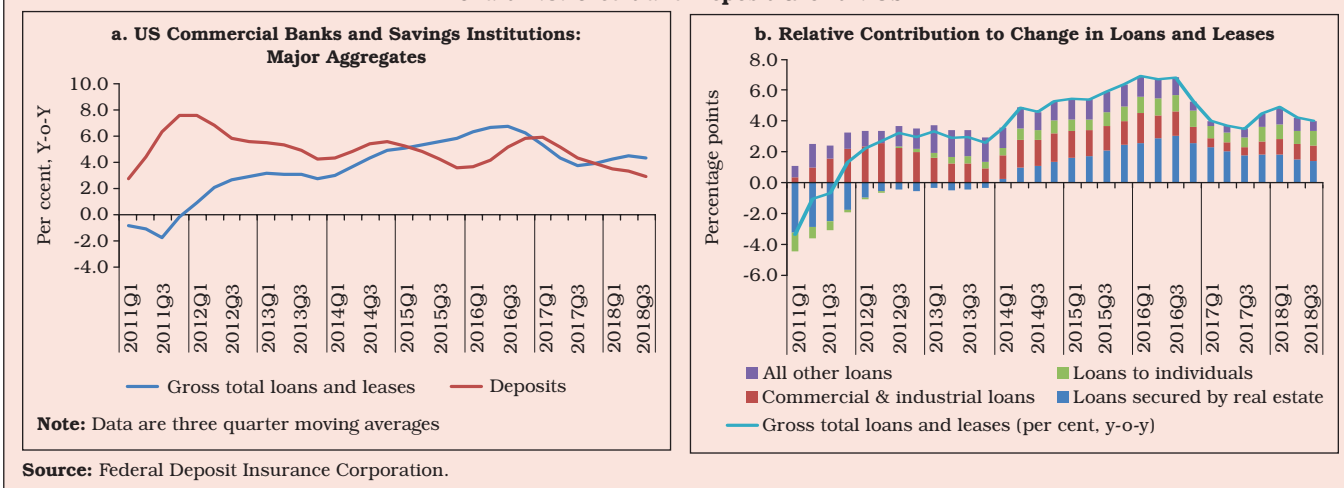 a. US Commercial Banks and Savings Institutions:
Major Aggregates
Per ccent, Y-o-Y
10.0
8.0
6.0
4.0
2.0
0.0
-2.0
-4.0
2011Q1
2011Q3
2012Q1
2012Q3
2013Q1
2013Q3
2014Q1
2014Q3
2015Q1
2015Q3
2016Q1
2016Q3
2017Q1
2017Q3
2018Q1
2018Q3
Gross total loans and leases
Deposits
Note: Data are three quarter moving averages
b. Relative Contribution to Change in Loans and Leases
Percentage points
8.0
6.0
4.0
2.0
0.0
-2.0
-4.0
-6.0
2011Q1
2011Q3
2012Q1
2012Q3
2013Q1
2013Q3
2014Q1
2014Q3
2015Q1
2015Q3
2016Q1
2016Q3
2017Q1
2017Q3
2018Q1
2018Q3
All other loans
Loans to individuals
Commercial & industrial loans
Loans secured by real estate
Gross total loans and leases (per cent, y-o-y)
Source: Federal Deposit Insurance Corporation.